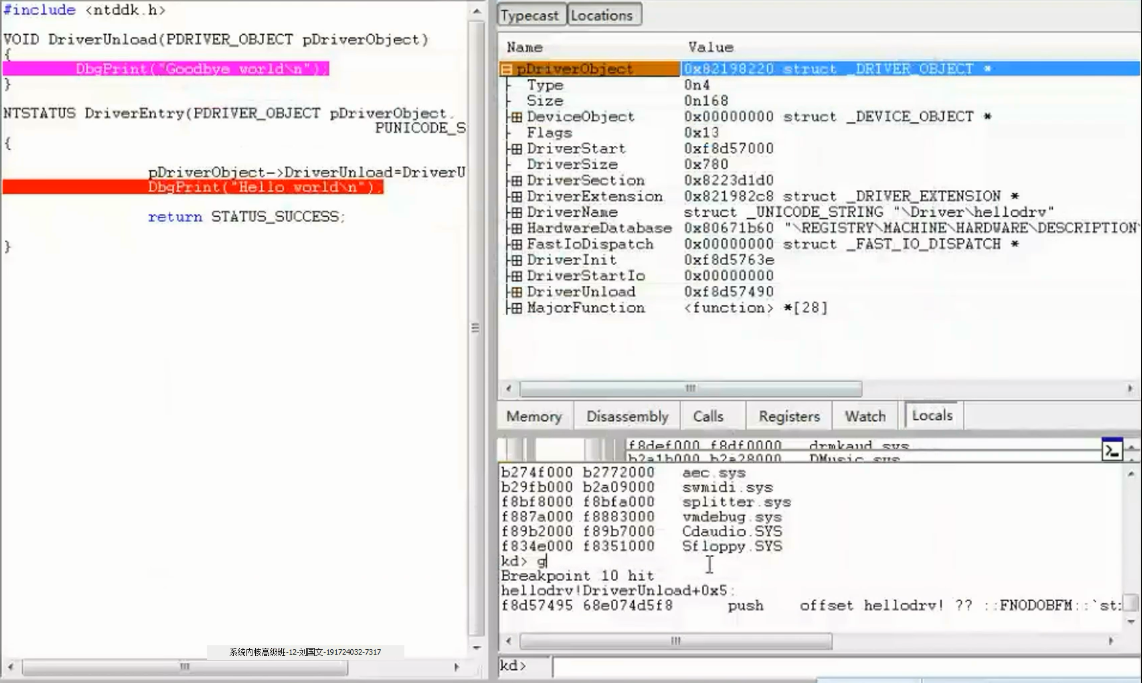 #include <ntddk.h>
VOID DriverUnload(PDRIVER_OBJECT pDriverObject)
{
DbgPrint("Goodbye world\n");
}
NTSTATUS DriverEntry(PDRIVER_OBJECT pDriverObject,
PUNICODE_S
{
pDriverObject->DriverUnload=DriverU
DbgPrint("Hello world\n");
return STATUS_SUCCESS;
}
系统内核高级班-12-刘国文-191724032-7317
Typecast Locations
Name Value
pDriverObject 0x82198220 struct _DRIVER_OBJECT *
Type 0n4
Size 0n168
DeviceObject 0x00000000 struct _DEVICE_OBJECT *
Flags 0x13
DriverStart 0xf8d57000
DriverSize 0x780
DriverSection 0x8223d1d0
DriverExtension 0x821982c8 struct _DRIVER_EXTENSION *
DriverName struct _UNICODE_STRING "\Driver\hellodrv"
HardwareDatabase 0x80671b60 "\REGISTRY\MACHINE\HARDWARE\DESCRIPTION\
FastIoDispatch 0x00000000 struct _FAST_IO_DISPATCH *
DriverInit 0xf8d5763e
DriverStartIo 0x00000000
DriverUnload 0xf8d57490
MajorFunction <function> *[28]
Memory Disassembly Calls Registers Watch Locals
f8def000 f8df0000 drmkaud.sys
b2a1b000 b2a28000 DMusic.sys
b274f000 b2772000 aec.sys
b29fb000 b2a09000 swmidi.sys
f8bf8000 f8bfa000 splitter.sys
f887a000 f8883000 vmdebug.sys
f89b2000 f89b7000 Cdaudio.SYS
f834e000 f8351000 Sfloppy.SYS
kd> g
Breakpoint 10 hit
hellodrv!DriverUnload+0x5:
f8d57495 68e074d5f8 push offset hellodrv! ?? ::FNODOBFM::`st
kd>